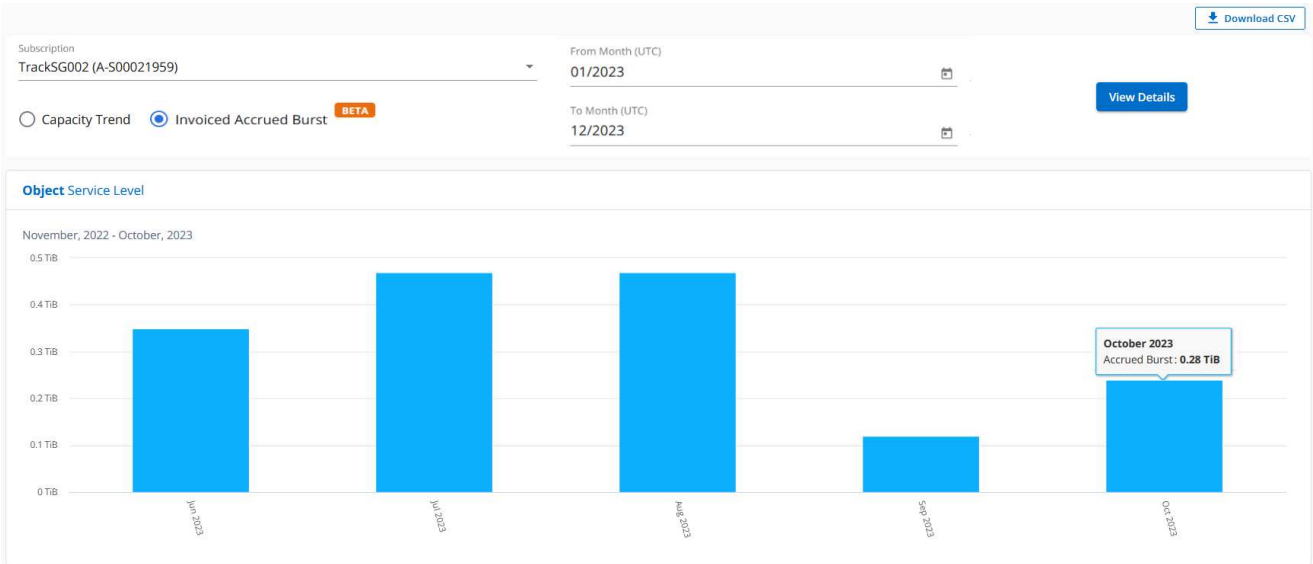 Download CSV
Subscription
TrackSG002 (A-S00021959)
From Month (UTC)
01/2023
View Details
Capacity Trend
Invoiced Accrued Burst
BETA
To Month (UTC)
12/2023
Object Service Level
November, 2022 - October, 2023
0.5 TiB
0.4 TiB
0.3 TiB
0.2 TiB
0.1 TiB
0 TiB
October 2023
Accrued Burst: 0.28 TiB
Jun 2023
Jul 2023
Aug 2023
Sep 2023
Oct 2023